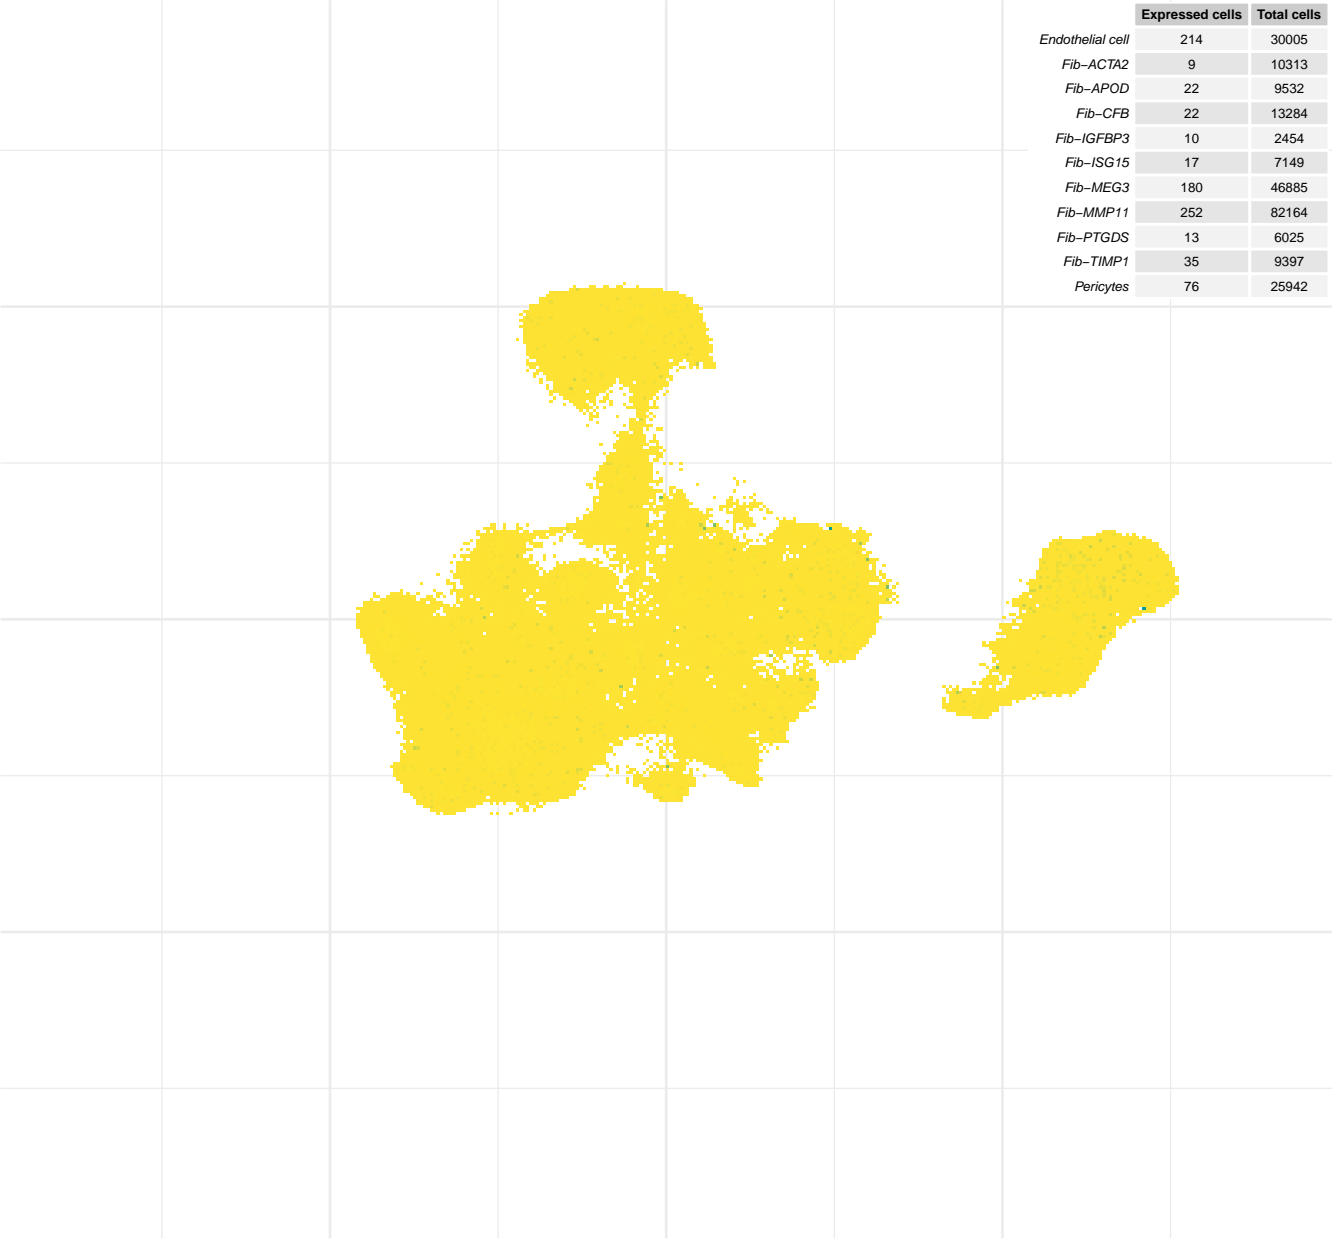 Expressed cells Total cells
Endothelial cell 214 30005
Fib−ACTA2 9 10313
Fib−APOD 22 9532
Fib−CFB 22 13284
Fib−IGFBP3 10 2454
Fib−ISG15 17 7149
Fib−MEG3 180 46885
Fib−MMP11 252 82164
Fib−PTGDS 13 6025
Fib−TIMP1 35 9397
Pericytes 76 25942